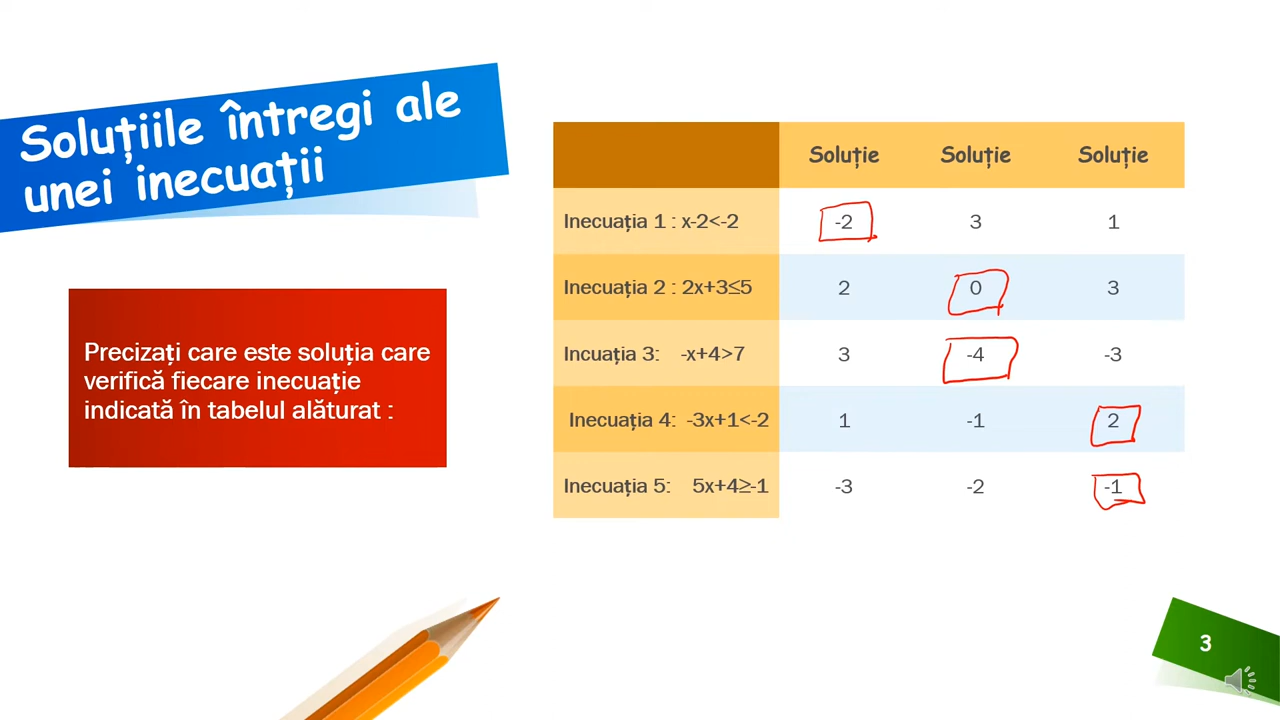 Soluțiile întregi ale
unei inecuații
Precizați care este soluția care
verifică fiecare inecuație
indicată în tabelul alăturat :
Soluție Soluție Soluție
Inecuația 1 : x-2<-2 -2 3 1
Inecuația 2 : 2x+3≤5 2 0 3
Incuația 3: -x+4>7 3 -4 -3
Inecuația 4: -3x+1<-2 1 -1 2
Inecuația 5: 5x+4≥-1 -3 -2 -1
3